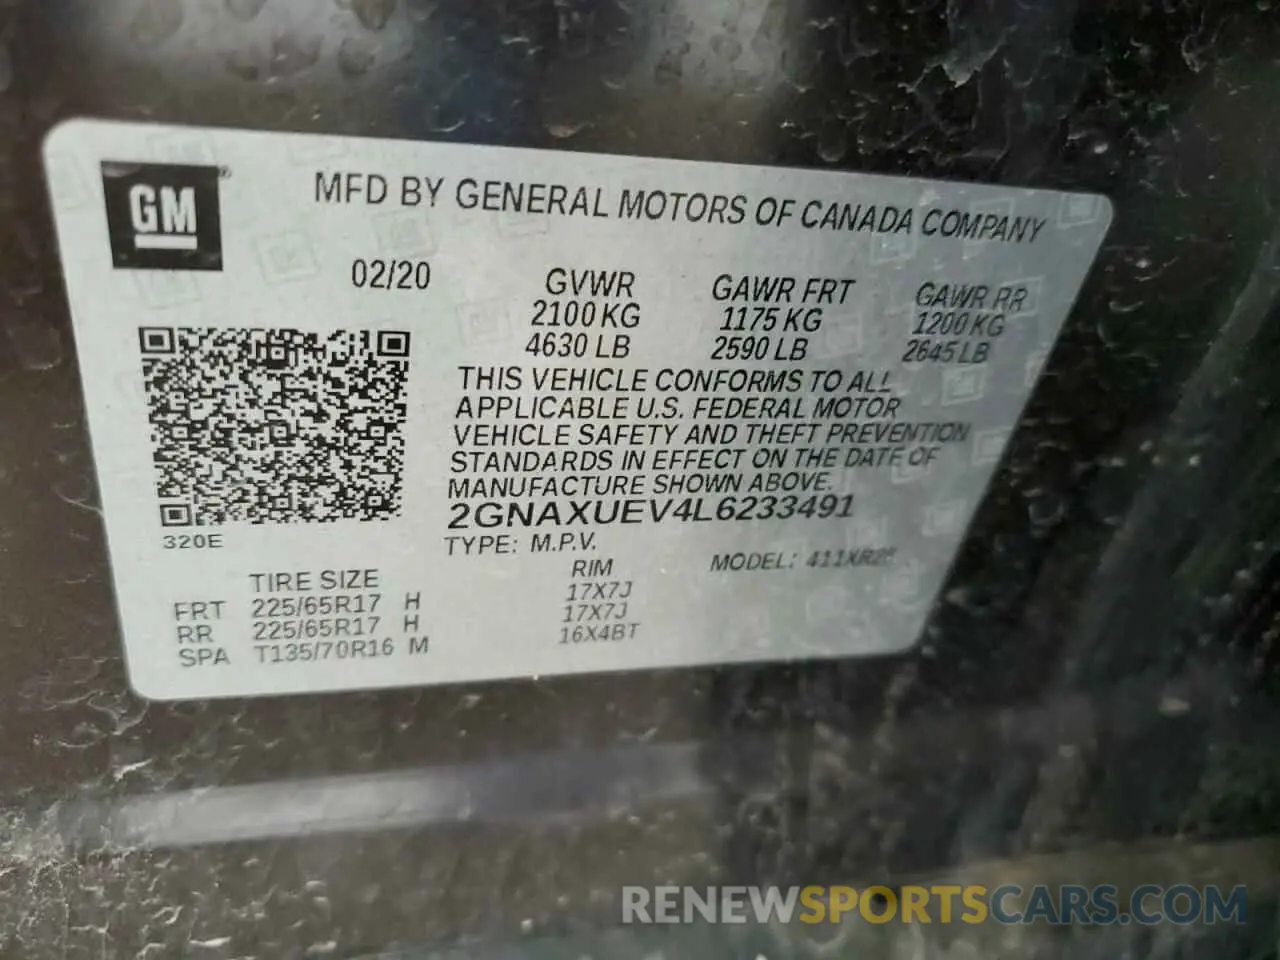 GM
MFD BY GENERAL MOTORS OF CANADA COMPANY
02/20
GVWR GAWR FRT GAWR RR
2100 KG 1175 KG 1200 KG
4630 LB 2590 LB 2645 LB
THIS VEHICLE CONFORMS TO ALL
APPLICABLE U.S. FEDERAL MOTOR
VEHICLE SAFETY AND THEFT PREVENTION
STANDARDS IN EFFECT ON THE DATE OF
MANUFACTURE SHOWN ABOVE.
2GNAXUEV4L6233491
320E
TYPE: M.P.V. MODEL:
TIRE SIZE RIM
FRT 225/65R17 H 17X7J
RR 225/65R17 H 17X7J
SPA T135/70R16 M 16X4BT
RENEWSPORTSCARS.COM